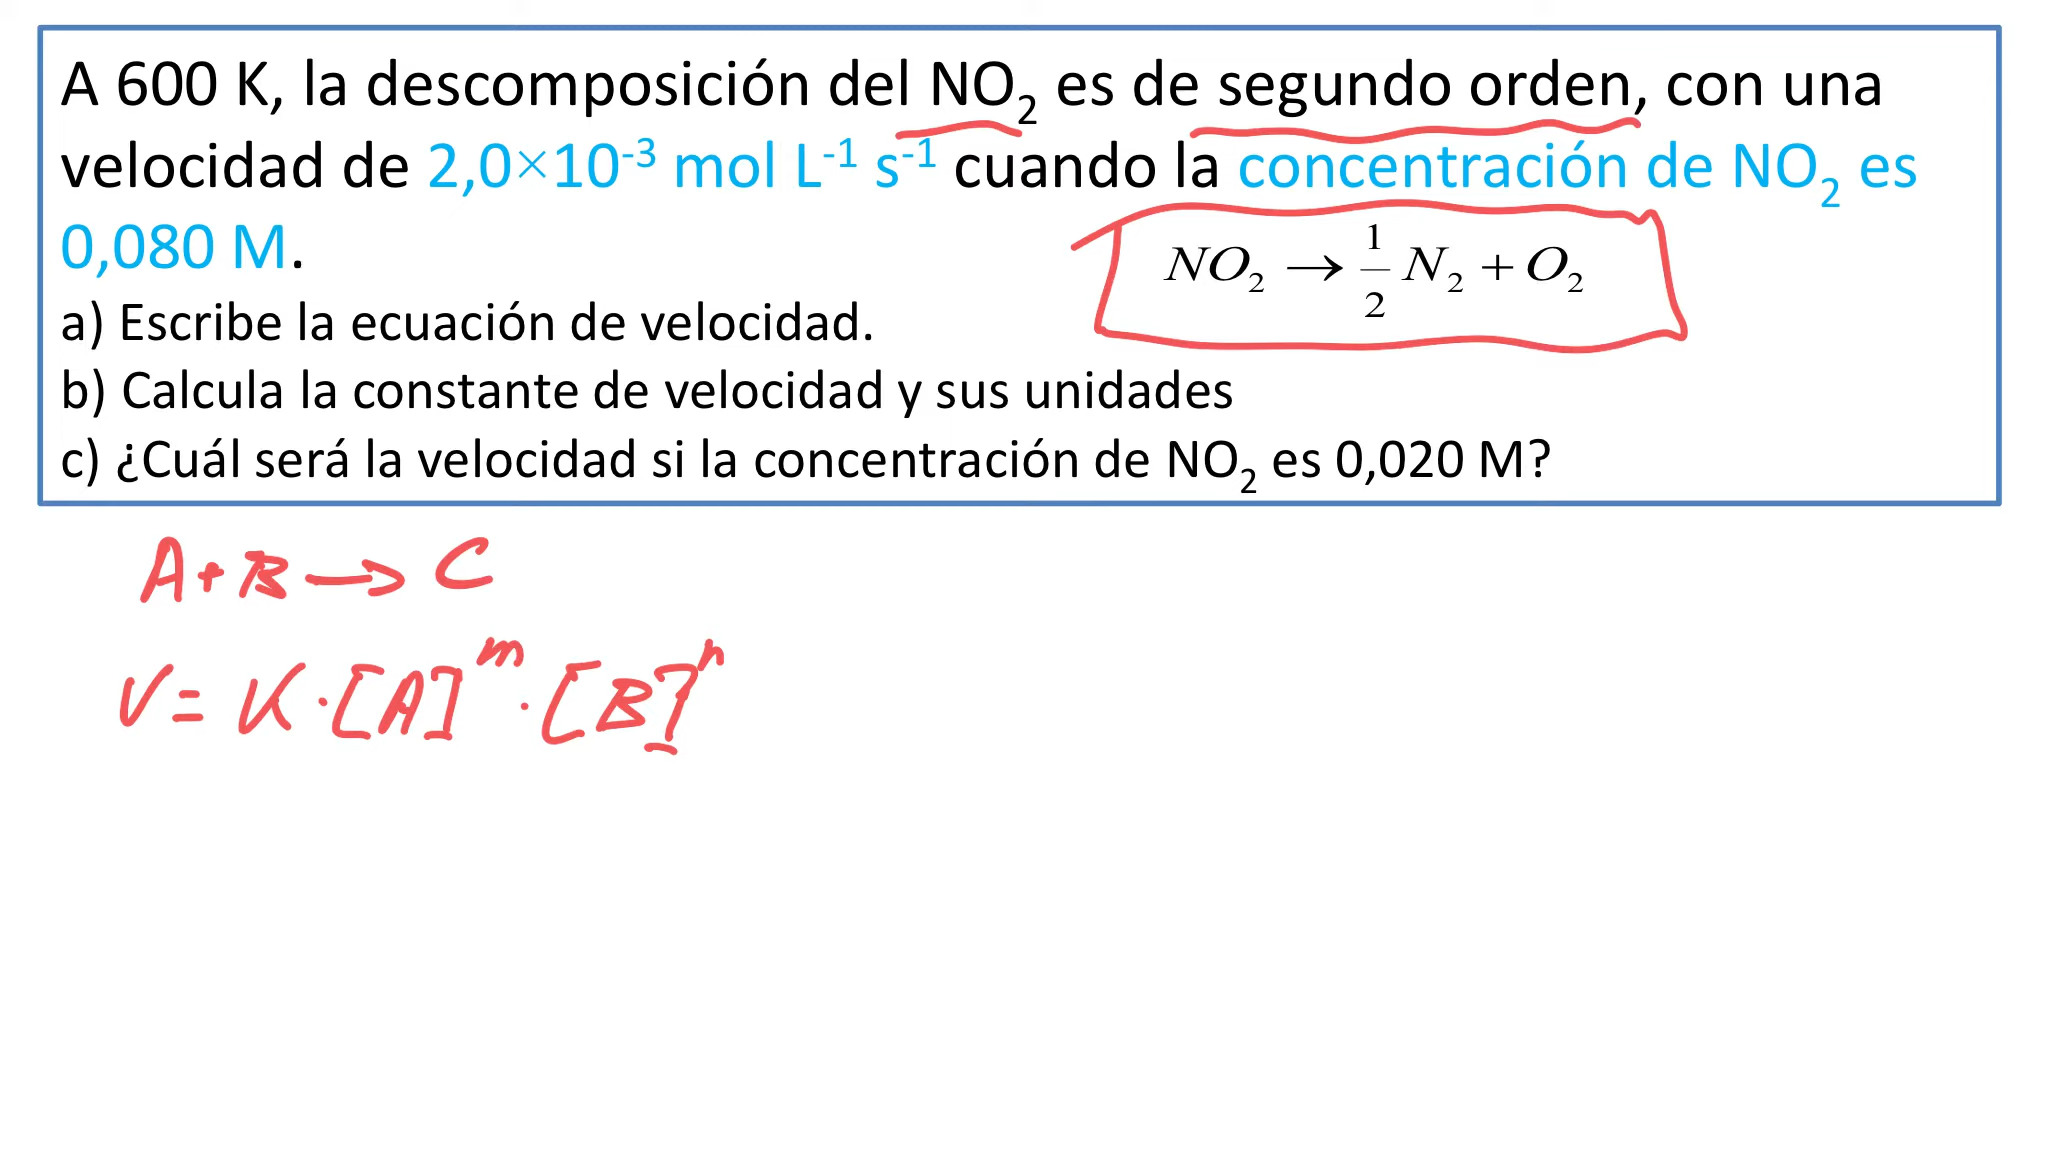 A 600 K, la descomposición del NO₂ es de segundo orden, con una
velocidad de 2,0×10⁻³ mol L⁻¹ s⁻¹ cuando la concentración de NO₂ es
0,080 M.
NO₂ → 1/2 N₂ + O₂
a) Escribe la ecuación de velocidad.
b) Calcula la constante de velocidad y sus unidades
c) ¿Cuál será la velocidad si la concentración de NO₂ es 0,020 M?
A + B → C
V = K · [A]ᵐ · [B]ⁿ